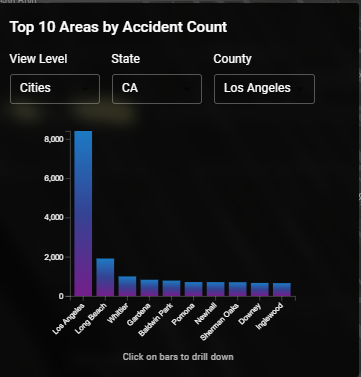 Top 10 Areas by Accident Count
View Level State County
Cities CA Los Angeles
8,000
6,000
4,000
2,000
0
Los Angeles
Long Beach
Whittier
Gardena
Baldwin Park
Pomona
Newhall
Sherman Oaks
Downey
Inglewood
Click on bars to drill down